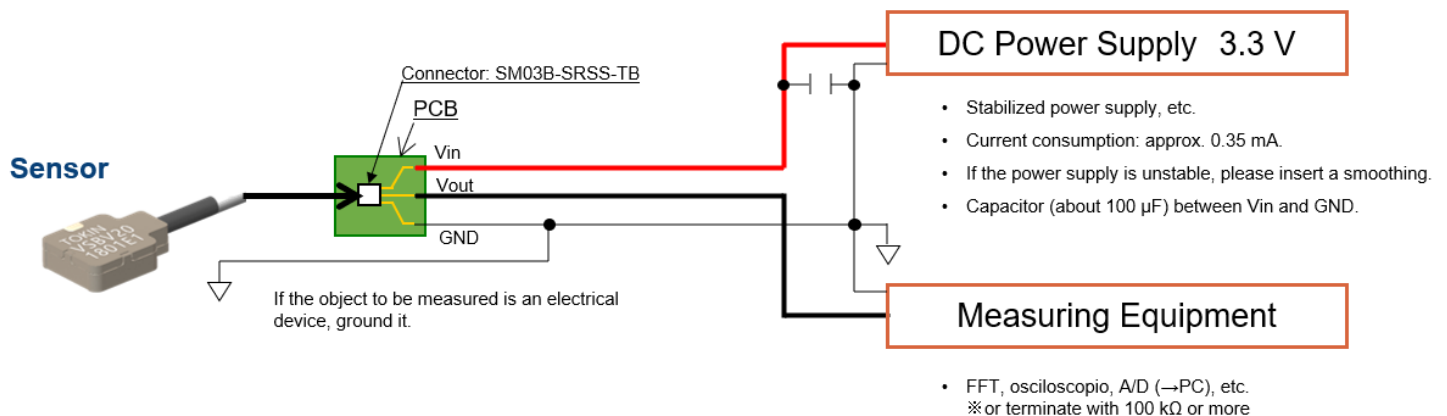 DC Power Supply 3.3 V
Connector: SM03B-SRSS-TB
PCB
Vin
Sensor
Vout
GND
TOKIN
VSBV20
1801E1
• Stabilized power supply, etc.
• Current consumption: approx. 0.35 mA.
• If the power supply is unstable, please insert a smoothing.
• Capacitor (about 100 µF) between Vin and GND.
If the object to be measured is an electrical
device, ground it.
Measuring Equipment
• FFT, osciloscopio, A/D (→PC), etc.
※or terminate with 100 kΩ or more